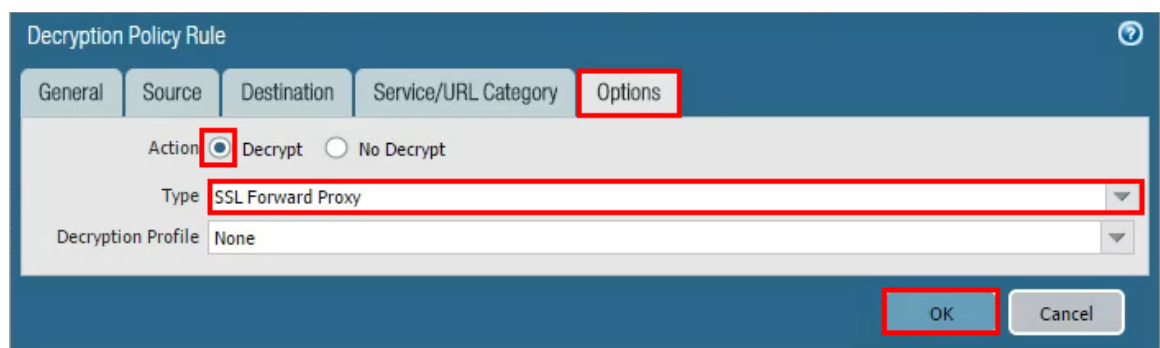 Decryption Policy Rule ?
General Source Destination Service/URL Category Options
Action Decrypt No Decrypt
Type SSL Forward Proxy
Decryption Profile None
OK Cancel